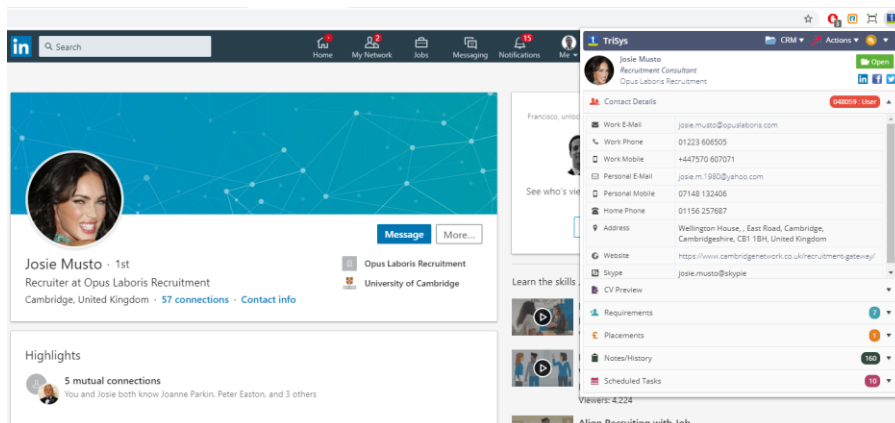 in
Search
Home
2
My Network
Jobs
Messaging
15
Notifications
Me
Josie Musto · 1st
Recruiter at Opus Laboris Recruitment
Cambridge, United Kingdom · 57 connections · Contact info
Message
More...
Opus Laboris Recruitment
University of Cambridge
Highlights
5 mutual connections
You and Josie both know Joanne Parkin, Peter Easton, and 3 others
Francisco, unloc
See who's vie
Learn the skills
Viewers: 4,224
Align Recruiting with Job
TriSys
CRM
Actions
Josie Musto
Recruitment Consultant
Opus Laboris Recruitment
Open
Contact Details
048059 : User
Work E-Mail josie.musto@opuslaboris.com
Work Phone 01223 606505
Work Mobile +447570 607071
Personal E-Mail josie.m.1980@yahoo.com
Personal Mobile 07148 132406
Home Phone 01156 257687
Address Wellington House, , East Road, Cambridge,
Cambridgeshire, CB1 1BH, United Kingdom
Website https://www.cambridgenetwork.co.uk/recruitment-gateway/
Skype josie.musto@skypie
CV Preview
Requirements 7
Placements 1
Notes/History 160
Scheduled Tasks 10